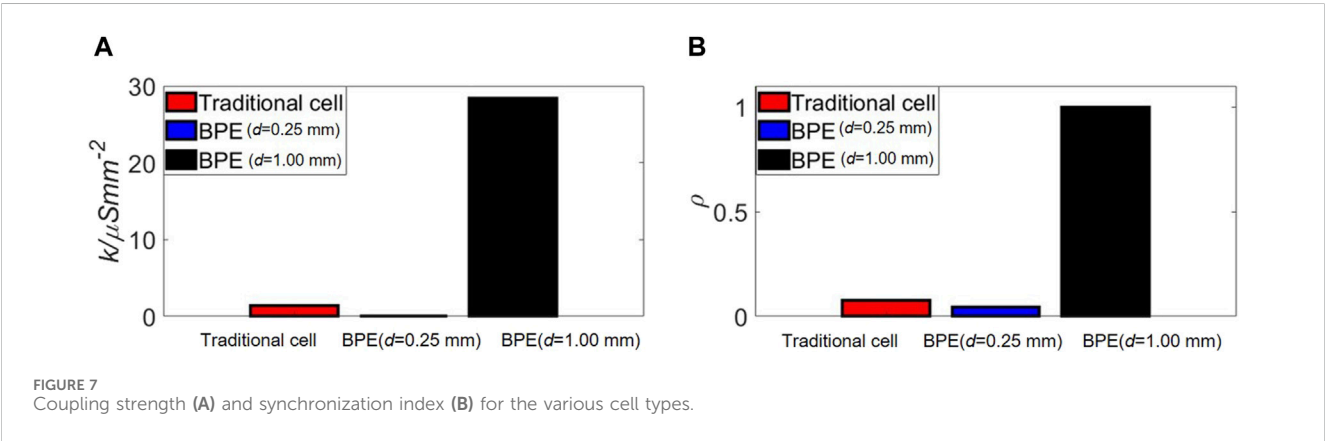 A
k/μSmm⁻²
30
20
10
0
Traditional cell
BPE (d=0.25 mm)
BPE (d=1.00 mm)
Traditional cell BPE(d=0.25 mm) BPE(d=1.00 mm)
B
ρ
1
0.5
0
Traditional cell
BPE (d=0.25 mm)
BPE (d=1.00 mm)
Traditional cell BPE(d=0.25 mm) BPE(d=1.00 mm)
FIGURE 7
Coupling strength (A) and synchronization index (B) for the various cell types.